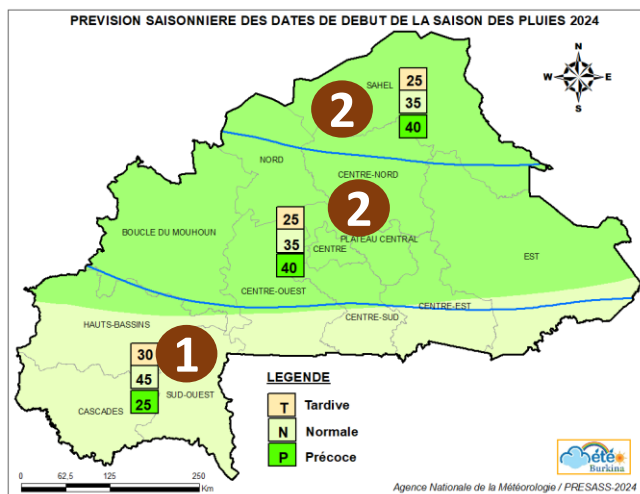 PREVISION SAISONNIERE DES DATES DE DEBUT DE LA SAISON DES PLUIES 2024
N
W E
S
SAHEL
25
35
40
2
NORD
CENTRE-NORD
2
25
35
40
BOUCLE DU MOUHOUN
CENTRE
PLATEAU CENTRAL
EST
CENTRE-OUEST
CENTRE-EST
CENTRE-SUD
HAUTS-BASSINS
1
30
45
25
CASCADES
SUD-OUEST
LEGENDE
T Tardive
N Normale
P Précoce
0 62,5 125 250
Km
Météo
Burkina
Agence Nationale de la Météorologie / PRESASS-2024